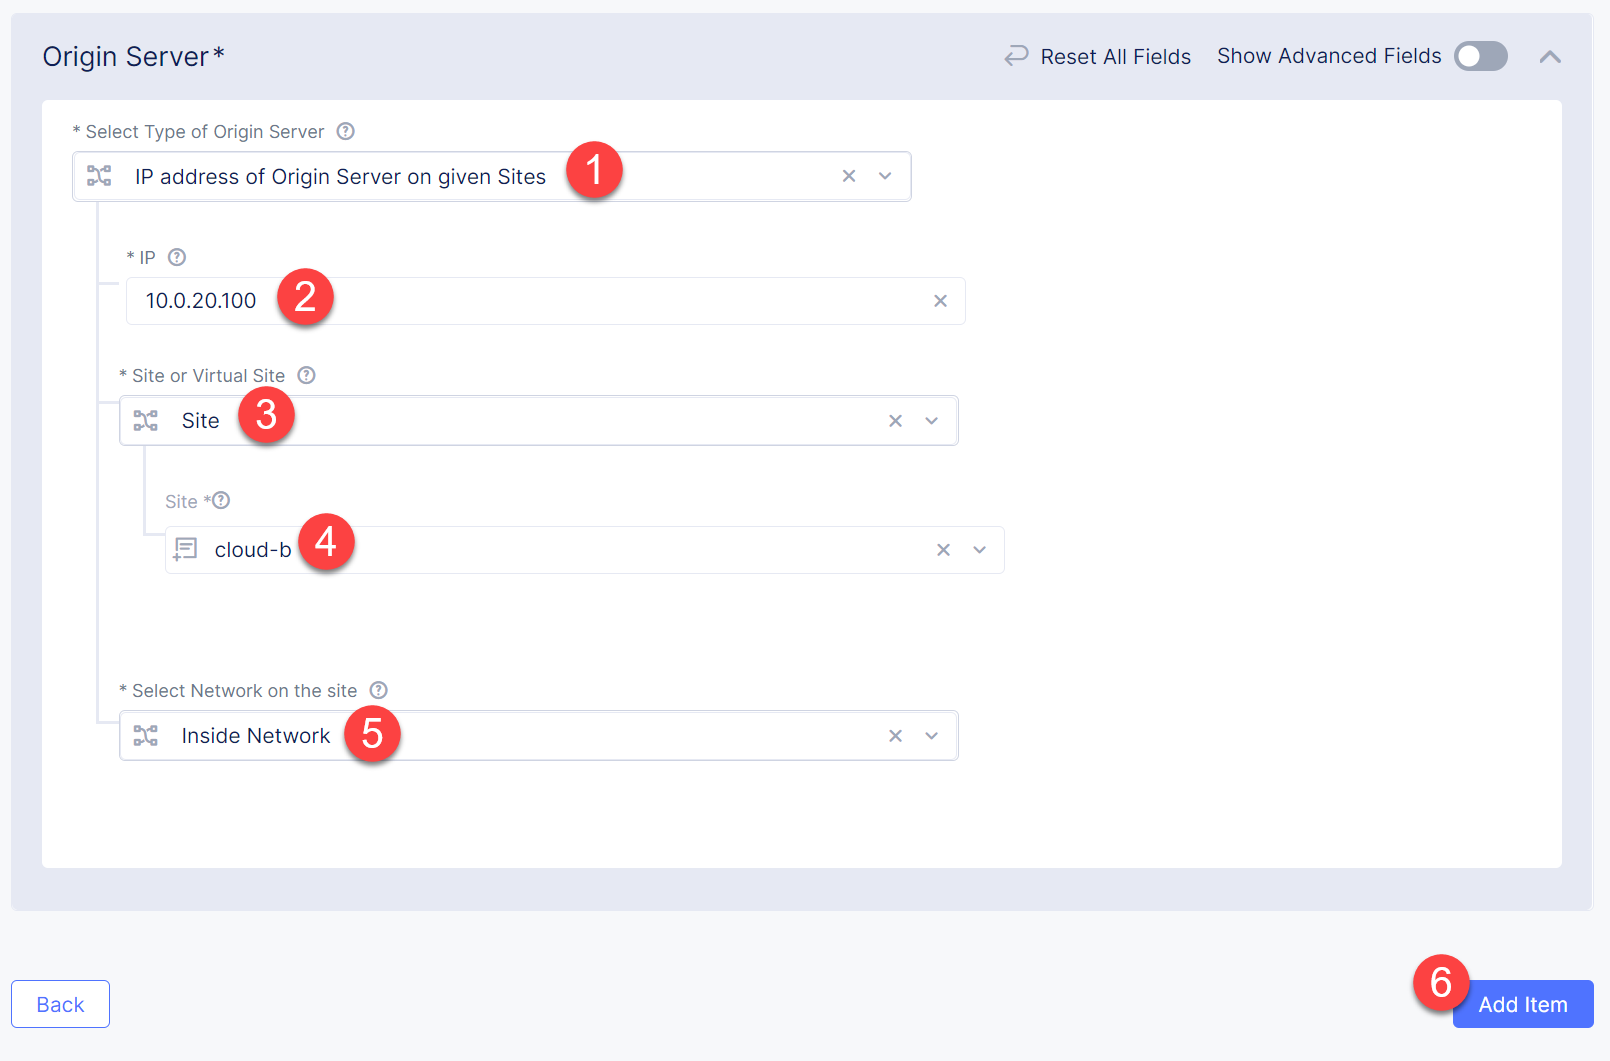 Origin Server*
Reset All Fields
Show Advanced Fields
* Select Type of Origin Server ?
IP address of Origin Server on given Sites
1
* IP ?
10.0.20.100
2
* Site or Virtual Site ?
Site
3
Site * ?
cloud-b
4
* Select Network on the site ?
Inside Network
5
Back
6
Add Item